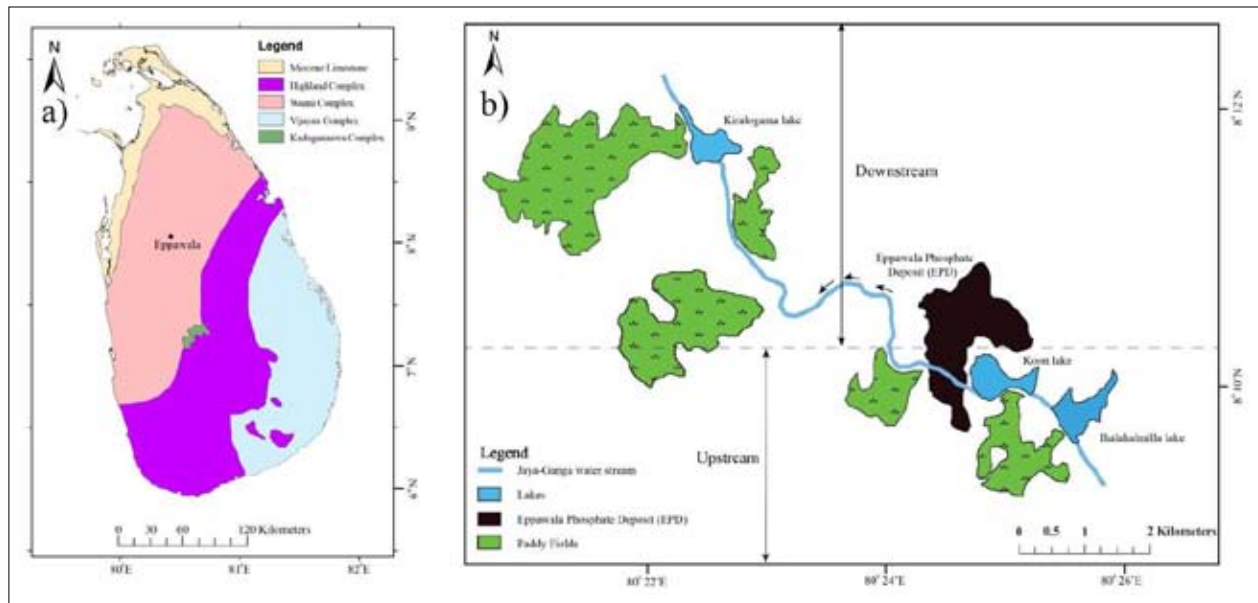 a)
N
Legend
Miocene Limestone
Highland Complex
Wanni Complex
Vijayan Complex
Kadugannawa Complex
Eppawala
9°N
8°N
7°N
6°N
0 30 60 120 Kilometers
80°E 81°E 82°E
b)
N
Kiralogama lake
Downstream
Eppawala Phosphate
Deposit (EPD)
Koon lake
lake
Upstream
Legend
Jaya-Ganga water stream
Lakes
Eppawala Phosphate Deposit (EPD)
Paddy Fields
0 0.5 1 2 Kilometers
8° 12'N
8° 10'N
80° 22'E 80° 24'E 80° 26'E